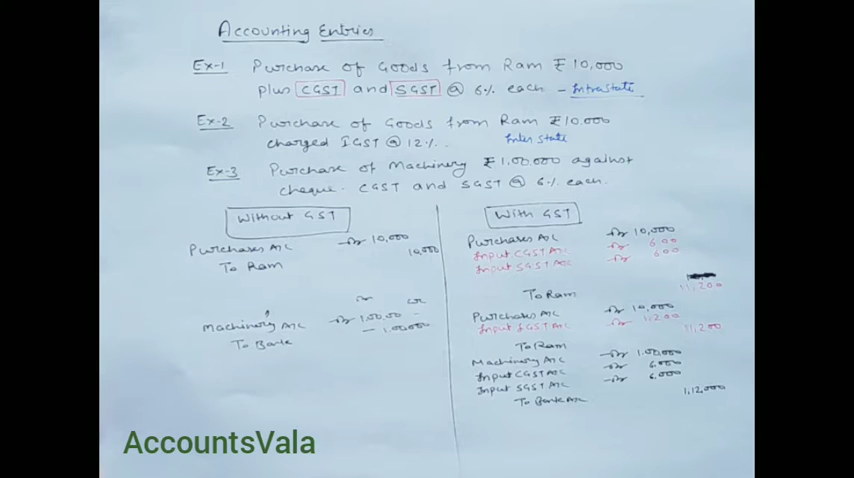 Accounting Entries
Ex-1 Purchase of Goods from Ram ₹ 10,000
plus CGST and SGST @ 6% each - Intrastate
Ex-2 Purchase of Goods from Ram ₹ 10,000
charged IGST @ 12%. Inter State
Ex-3 Purchase of Machinery ₹ 1,00,000 against
cheque. CGST and SGST @ 6% each.
Without GST
Purchases A/c Dr 10,000
10,000
To Ram
Dr Cr
Machinery A/c Dr 1,00,00
To Bank - 1,00,000
With GST
Purchases A/c Dr 10,000
Input CGST A/c Dr 600
Input SGST A/c Dr 600
To Ram 11,200
Purchases A/c Dr 10,000
Input IGST A/c Dr 1,200
To Ram 11,200
Machinery A/c Dr 1,00,000
Input CGST A/c Dr 6,000
Input SGST A/c Dr 6,000
To Bank A/c 1,12,000
AccountsVala